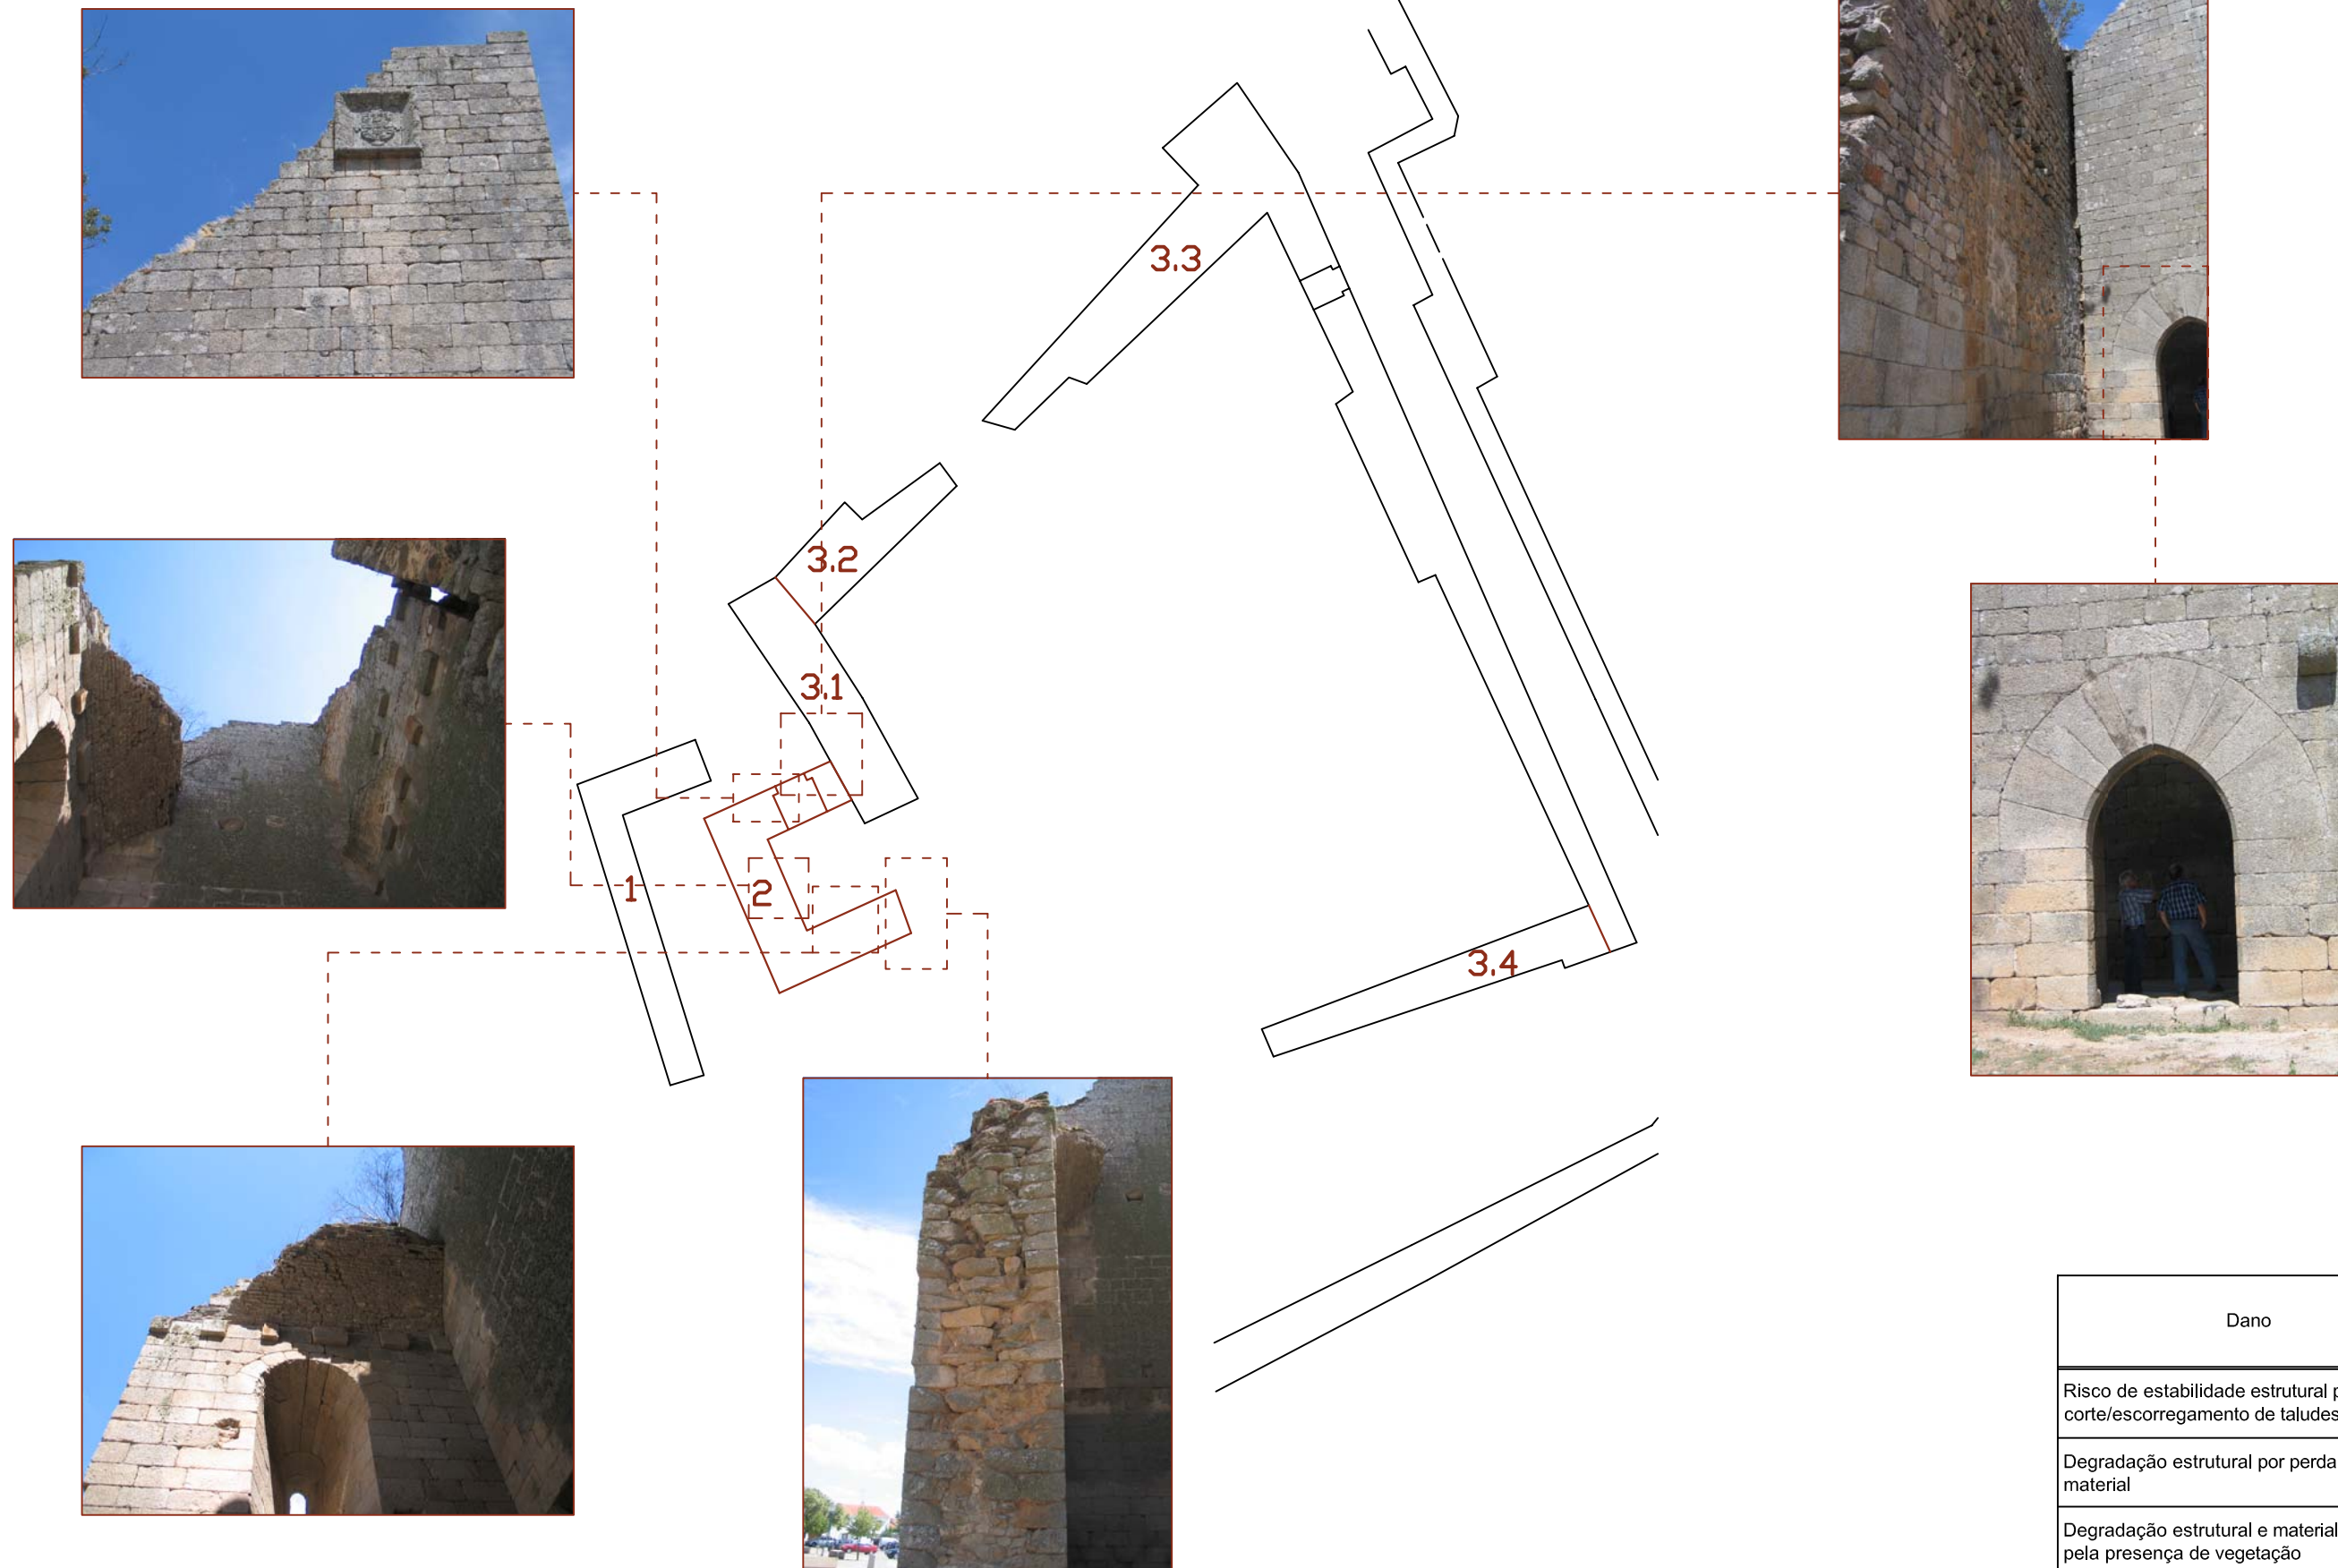 3.3
3.2
3.1
1
2
3.4
Dano
Risco de estabilidade estrutural
corte/escorregamento de taludes
Degradação estrutural por perda
material
Degradação estrutural e material
pela presença de vegetação